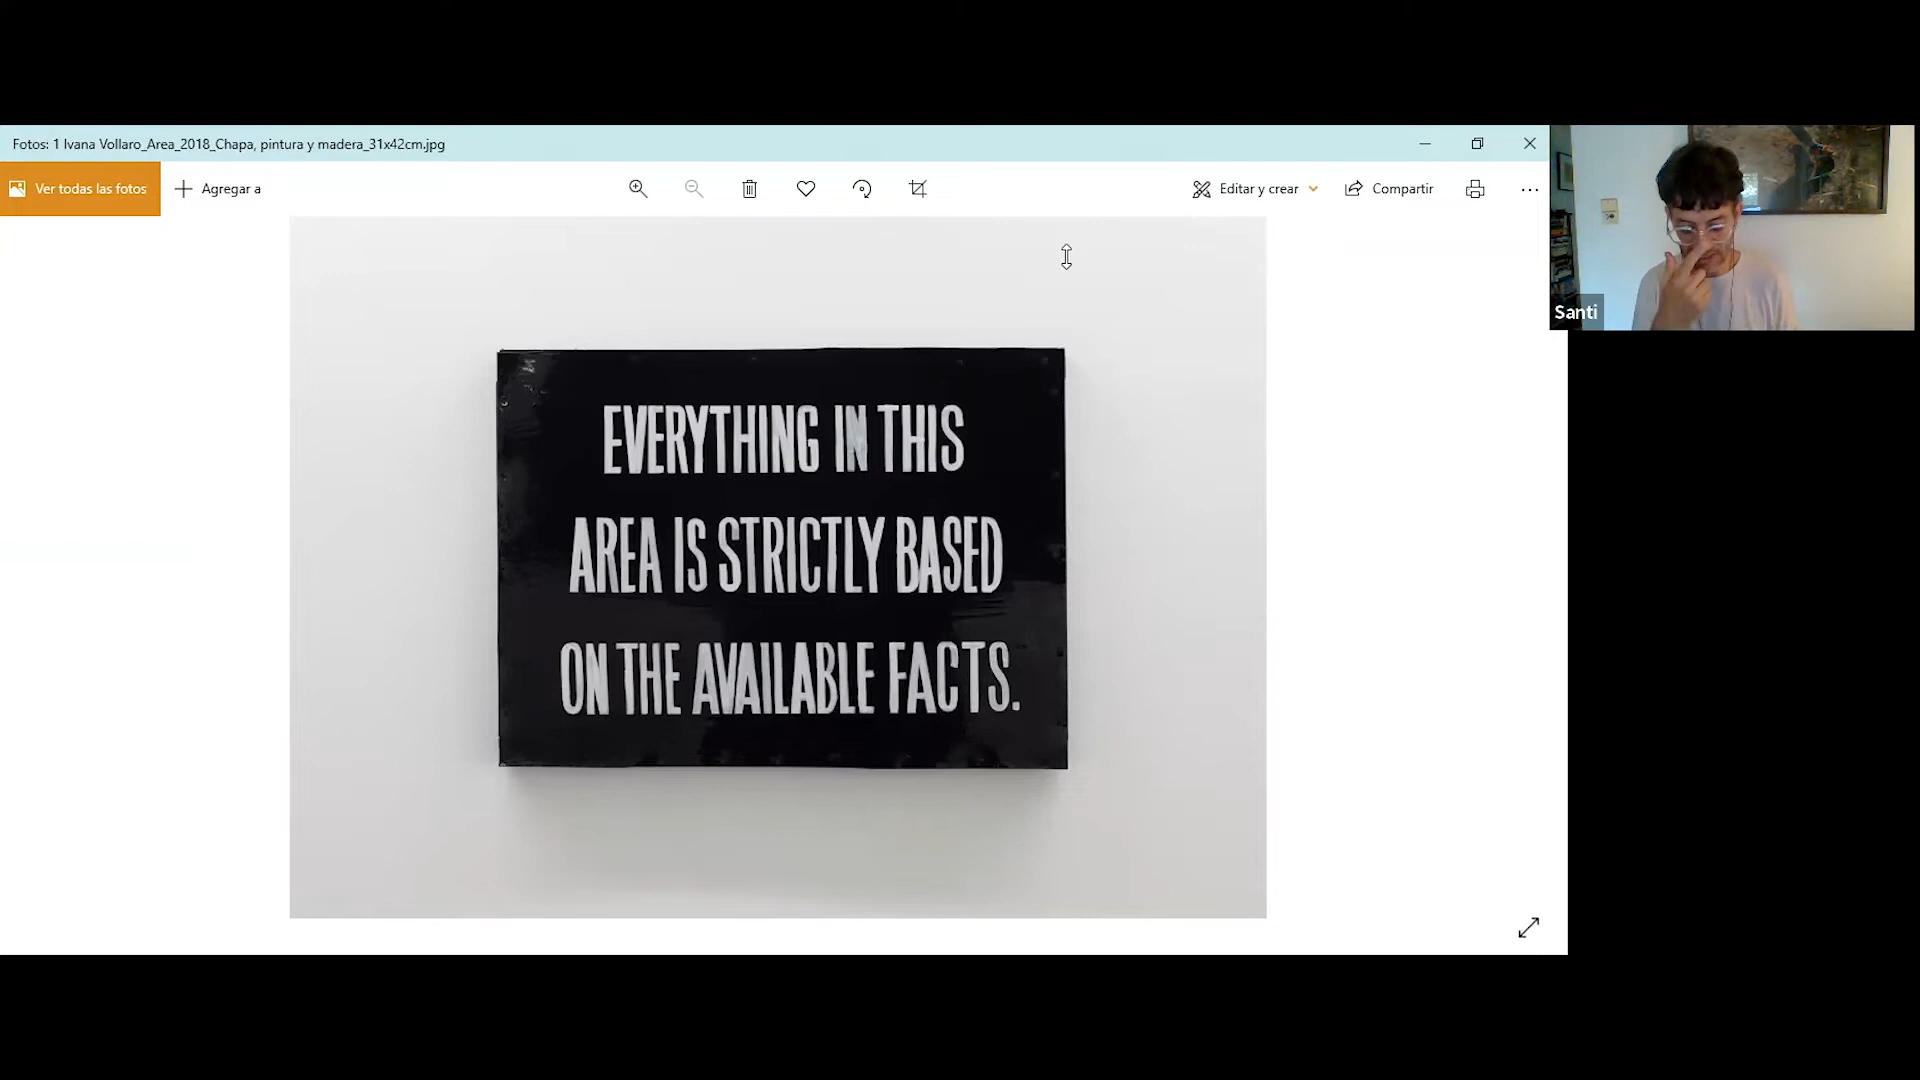 Fotos: 1 Ivana Vollaro_Area_2018_Chapa, pintura y madera_31x42cm.jpg
Ver todas las fotos
Agregar a
Editar y crear
Compartir
Santi
EVERYTHING IN THIS
AREA IS STRICTLY BASED
ON THE AVAILABLE FACTS.